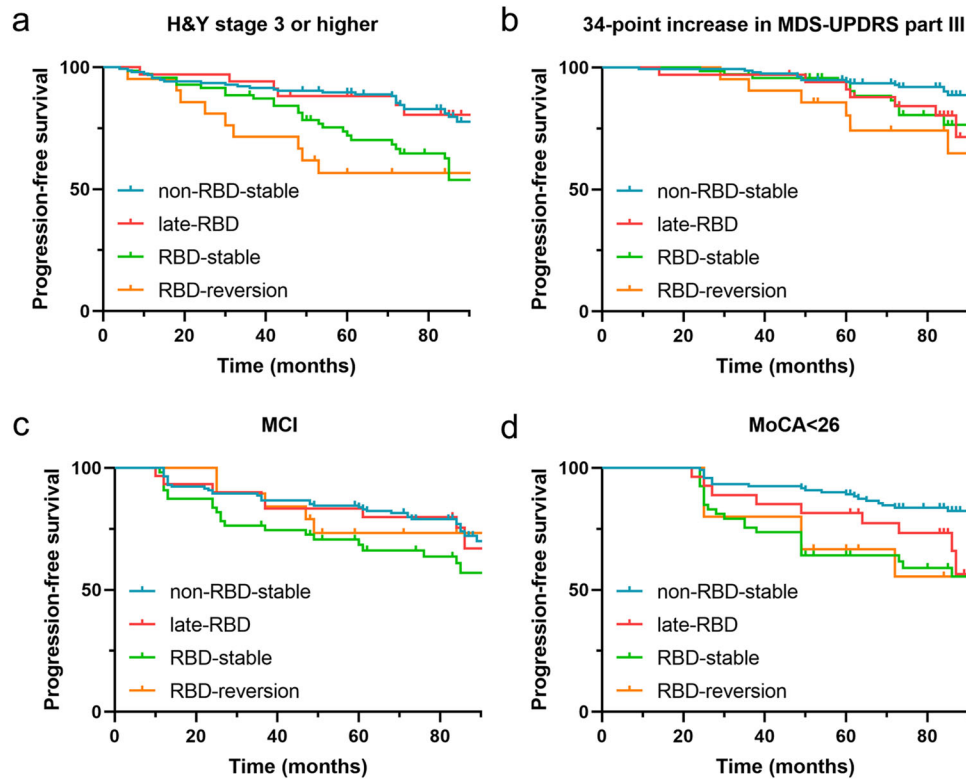 a
H&Y stage 3 or higher
Progression-free survival
100
50
0
non-RBD-stable
late-RBD
RBD-stable
RBD-reversion
0 20 40 60 80
Time (months)
b
34-point increase in MDS-UPDRS part III
Progression-free survival
100
50
0
non-RBD-stable
late-RBD
RBD-stable
RBD-reversion
0 20 40 60 80
Time (months)
c
MCI
Progression-free survival
100
50
0
non-RBD-stable
late-RBD
RBD-stable
RBD-reversion
0 20 40 60 80
Time (months)
d
MoCA<26
Progression-free survival
100
50
0
non-RBD-stable
late-RBD
RBD-stable
RBD-reversion
0 20 40 60 80
Time (months)